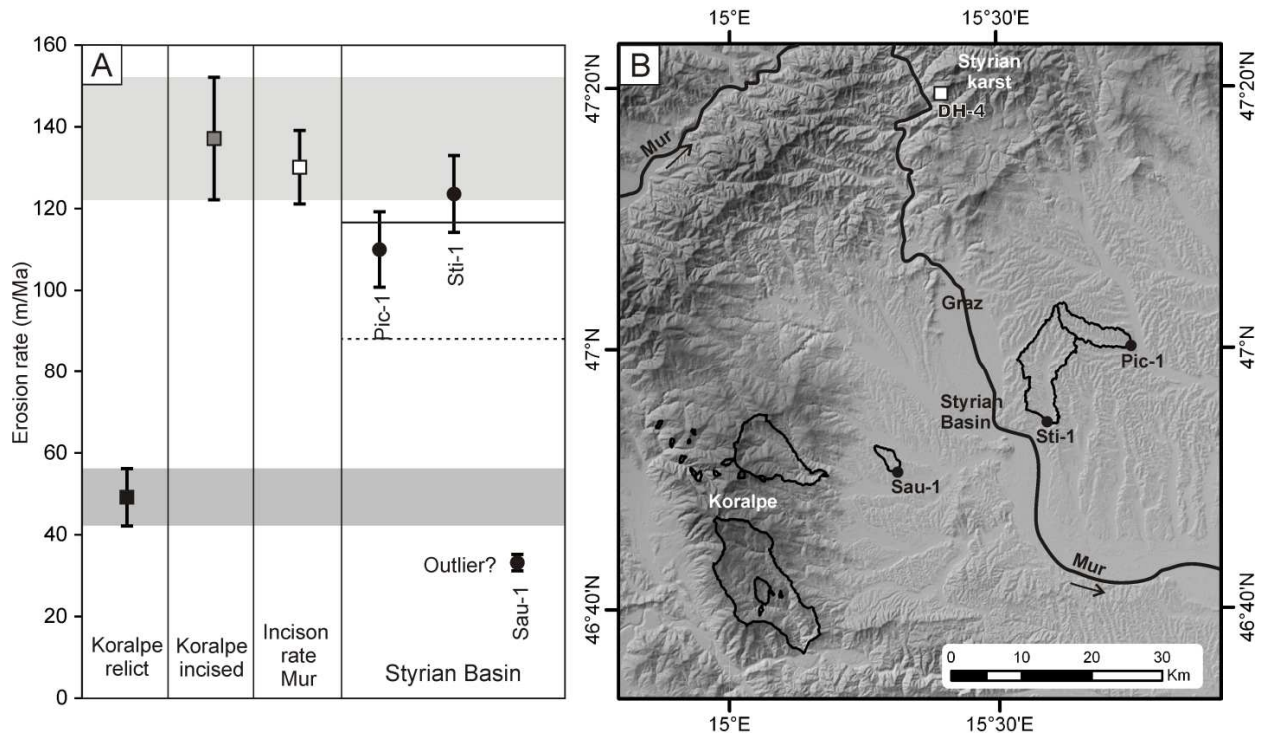 A
Erosion rate (m/Ma)
160
140
120
100
80
60
40
20
0
Pic-1
Sti-1
Outlier?
Sau-1
Koralpe
relict
Koralpe
incised
Incison
rate
Mur
Styrian Basin
B
15°E
15°30'E
47°20'N
47°N
46°40'N
47°20'N
47°N
46°40'N
15°E
15°30'E
Styrian
karst
DH-4
Mur
Graz
Pic-1
Styrian
Basin
Sti-1
Sau-1
Koralpe
Mur
0 10 20 30
Km